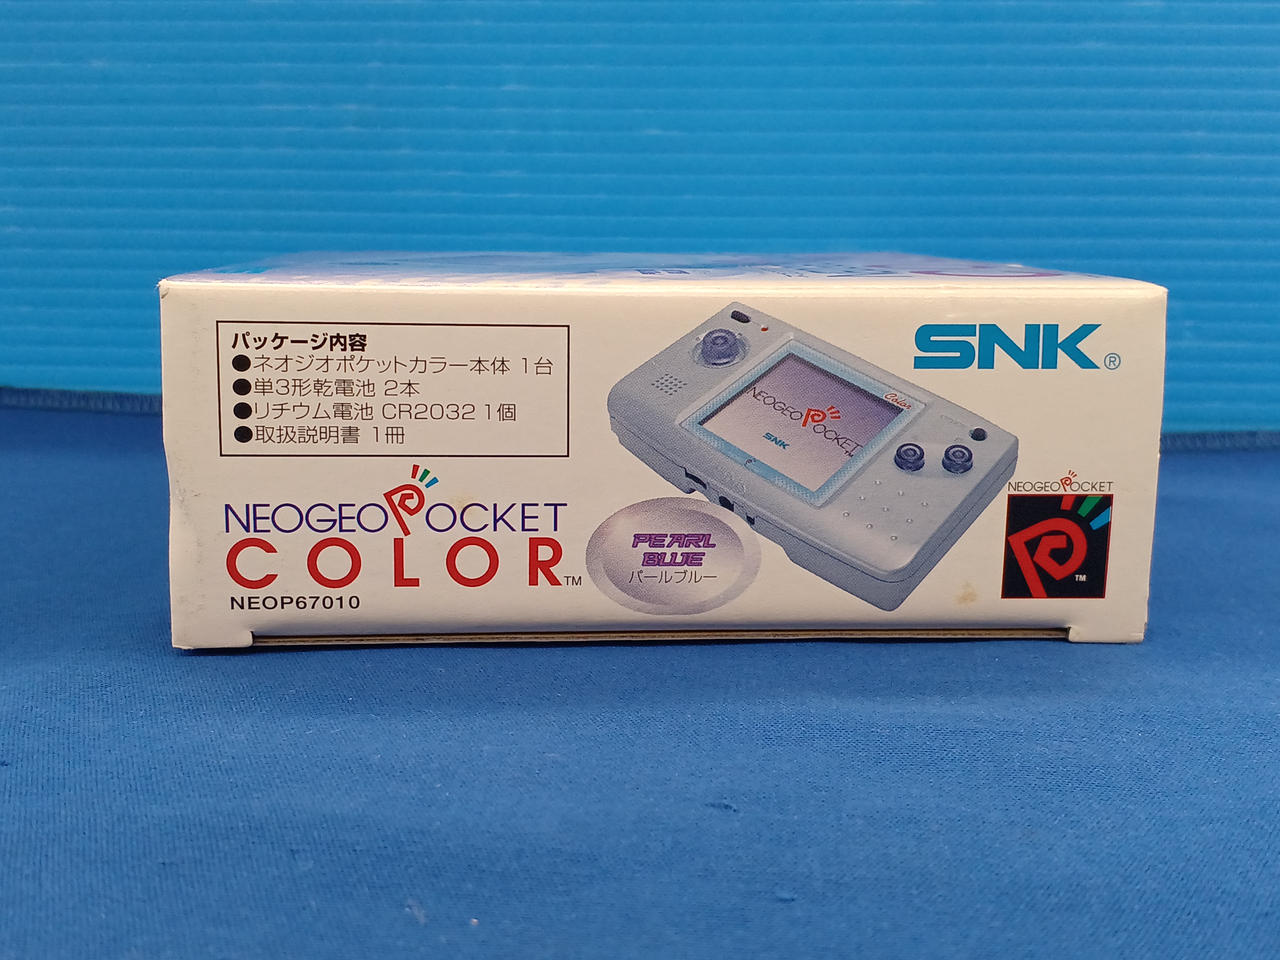 パッケージ内容
●ネオジオポケットカラー本体 1台
●単3形乾電池 2本
●リチウム電池 CR2032 1個
●取扱説明書 1冊
NEOGEO POCKET
COLOR™
NEOP67010
PEARL
BLUE
パールブルー
NEOGEO POCKET
Color
SNK
SNK®
NEOGEO POCKET
™